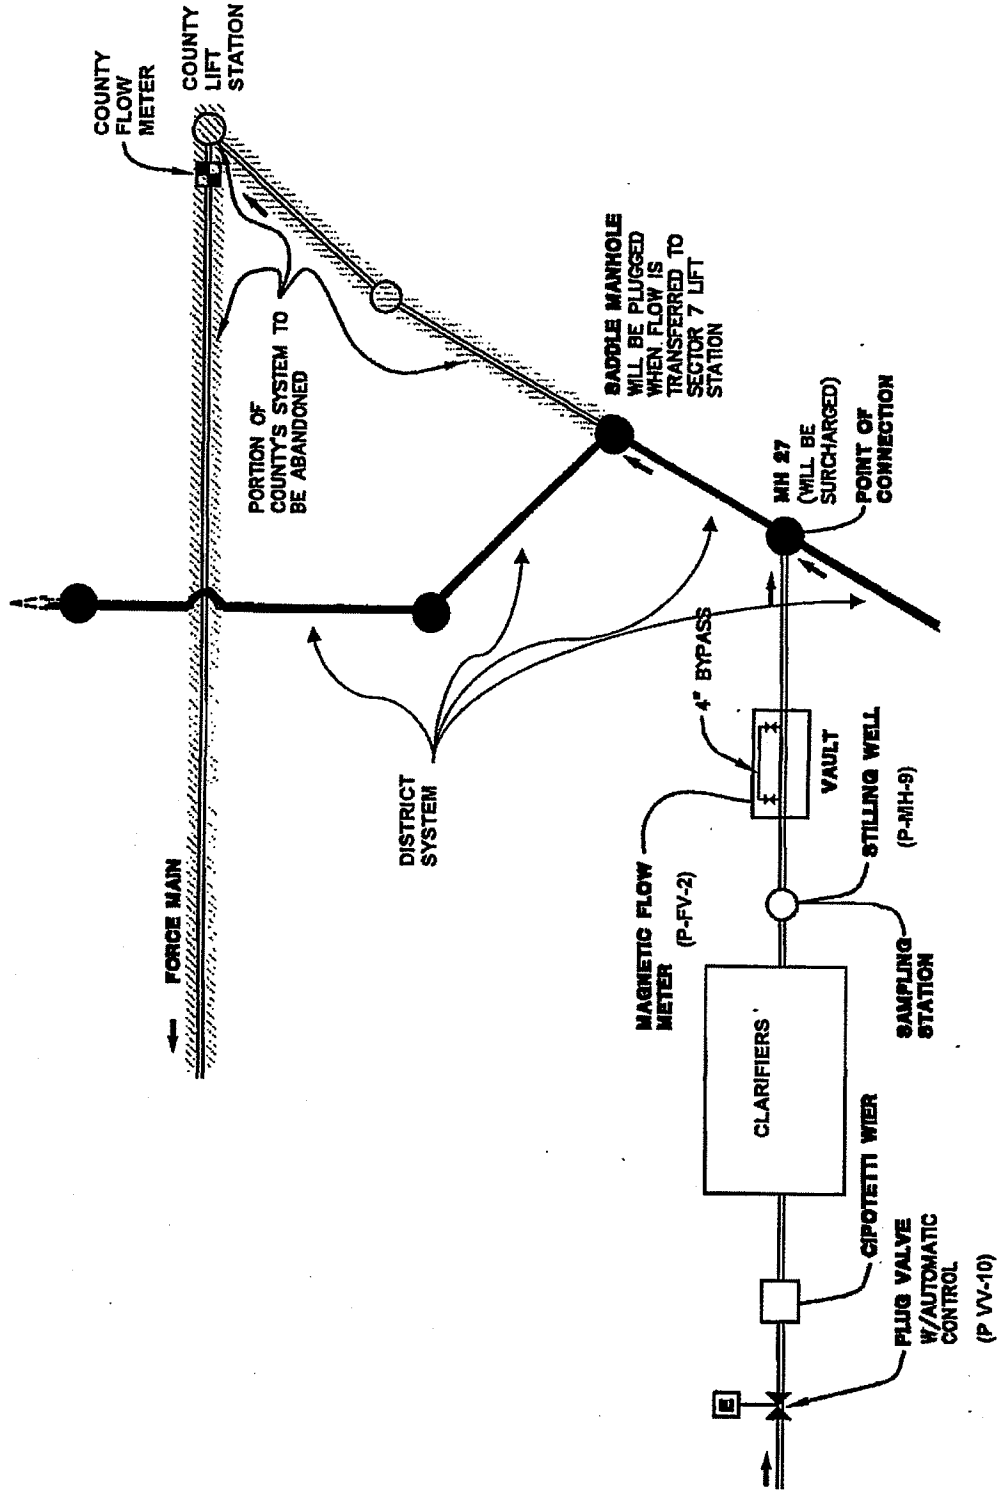 COUNTY
FLOW
METER
COUNTY
LIFT
STATION
FORCE MAIN
PORTION OF
COUNTY'S SYSTEM TO
BE ABANDONED
SADDLE MANHOLE
WILL BE PLUGGED
WHEN FLOW IS
TRANSFERRED TO
SECTOR 7 LIFT
STATION
DISTRICT
SYSTEM
MH 27
(WILL BE
SURCHARGED)
POINT OF
CONNECTION
4" BYPASS
MAGNETIC FLOW
METER
(P-FV-2)
VAULT
STILLING WELL
(P-MH-9)
SAMPLING
STATION
CLARIFIERS
CIPOTETTI WIER
E
PLUG VALVE
W/AUTOMATIC
CONTROL
(P VV-10)